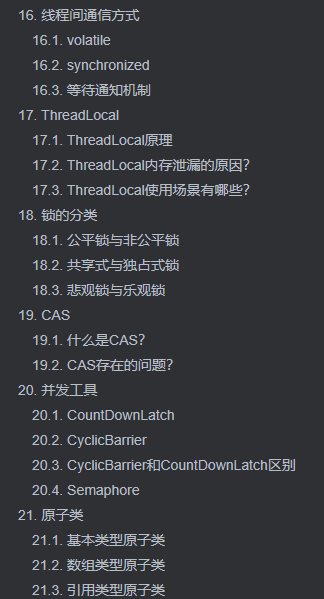 16. 线程间通信方式
16.1. volatile
16.2. synchronized
16.3. 等待通知机制
17. ThreadLocal
17.1. ThreadLocal原理
17.2. ThreadLocal内存泄漏的原因?
17.3. ThreadLocal使用场景有哪些?
18. 锁的分类
18.1. 公平锁与非公平锁
18.2. 共享式与独占式锁
18.3. 悲观锁与乐观锁
19. CAS
19.1. 什么是CAS?
19.2. CAS存在的问题?
20. 并发工具
20.1. CountDownLatch
20.2. CyclicBarrier
20.3. CyclicBarrier和CountDownLatch区别
20.4. Semaphore
21. 原子类
21.1. 基本类型原子类
21.2. 数组类型原子类
21.3. 引用类型原子类